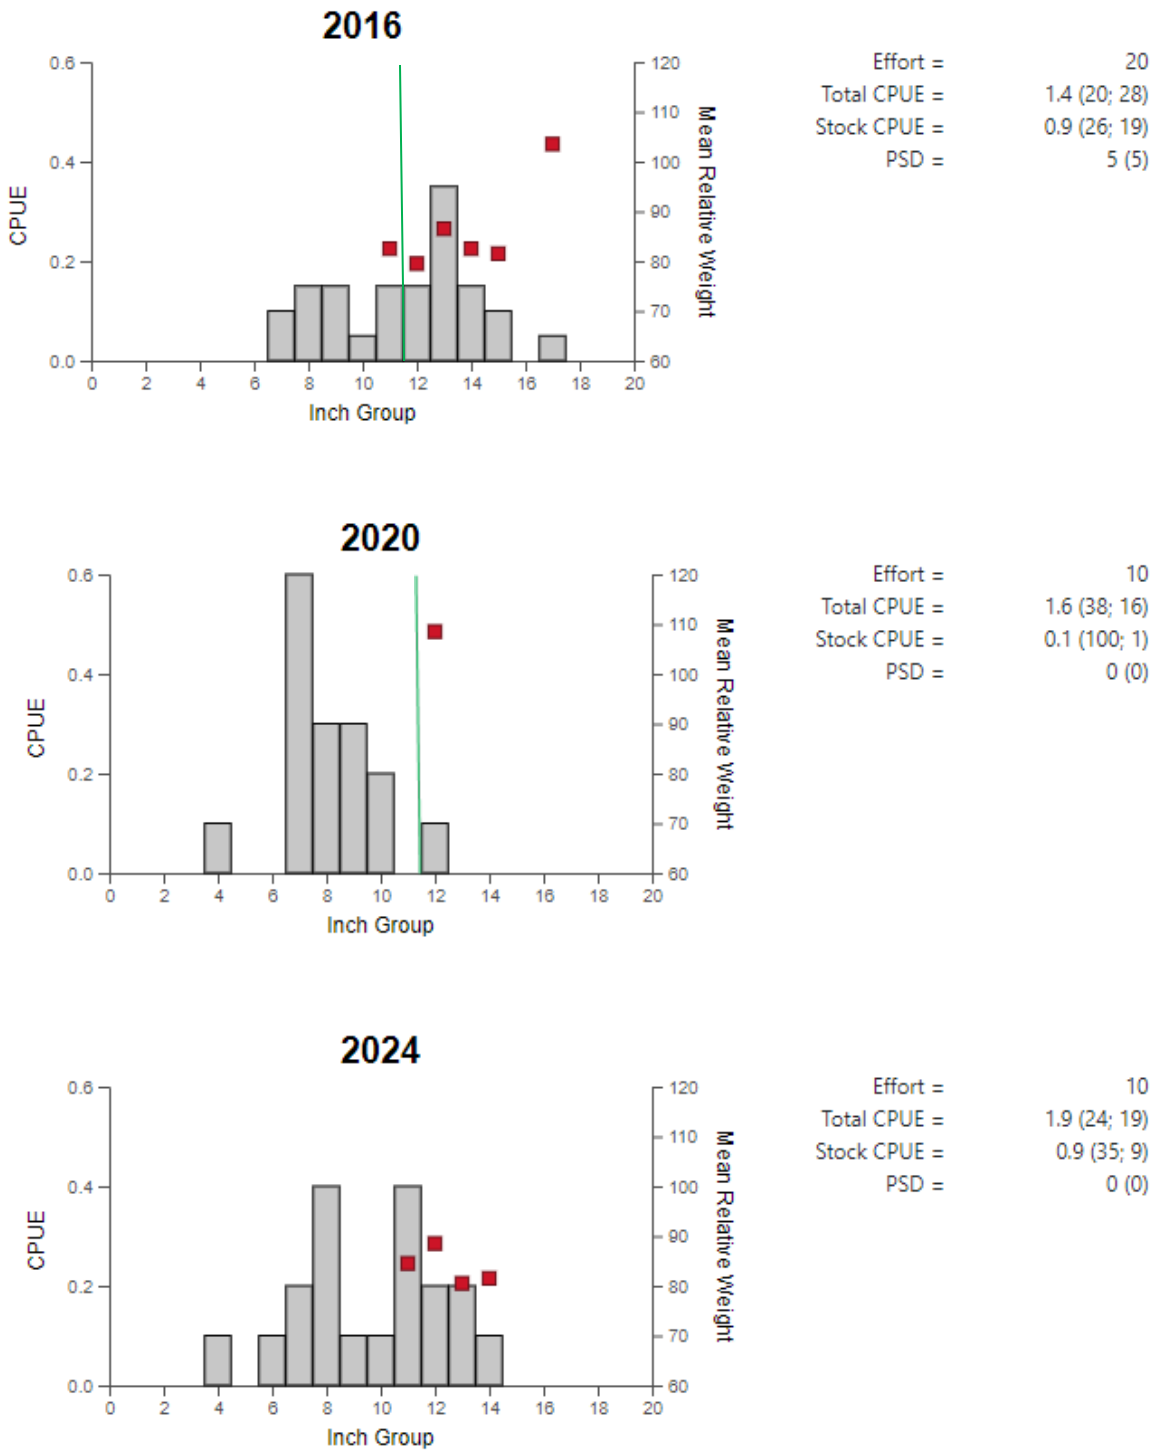 2016
0.6
0.4
0.2
0.0
CPUE
0 2 4 6 8 10 12 14 16 18 20
Inch Group
120
110
100
90
80
70
60
Mean Relative Weight
Effort = 20
Total CPUE = 1.4 (20; 28)
Stock CPUE = 0.9 (26; 19)
PSD = 5 (5)
2020
0.6
0.4
0.2
0.0
CPUE
0 2 4 6 8 10 12 14 16 18 20
Inch Group
120
110
100
90
80
70
60
Mean Relative Weight
Effort = 10
Total CPUE = 1.6 (38; 16)
Stock CPUE = 0.1 (100; 1)
PSD = 0 (0)
2024
0.6
0.4
0.2
0.0
CPUE
0 2 4 6 8 10 12 14 16 18 20
Inch Group
120
110
100
90
80
70
60
Mean Relative Weight
Effort = 10
Total CPUE = 1.9 (24; 19)
Stock CPUE = 0.9 (35; 9)
PSD = 0 (0)